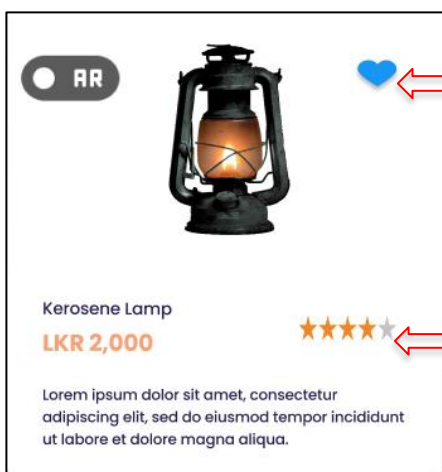 AR
Kerosene Lamp
LKR 2,000
Lorem ipsum dolor sit amet, consectetur
adipiscing elit, sed do eiusmod tempor incididunt
ut labore et dolore magna aliqua.